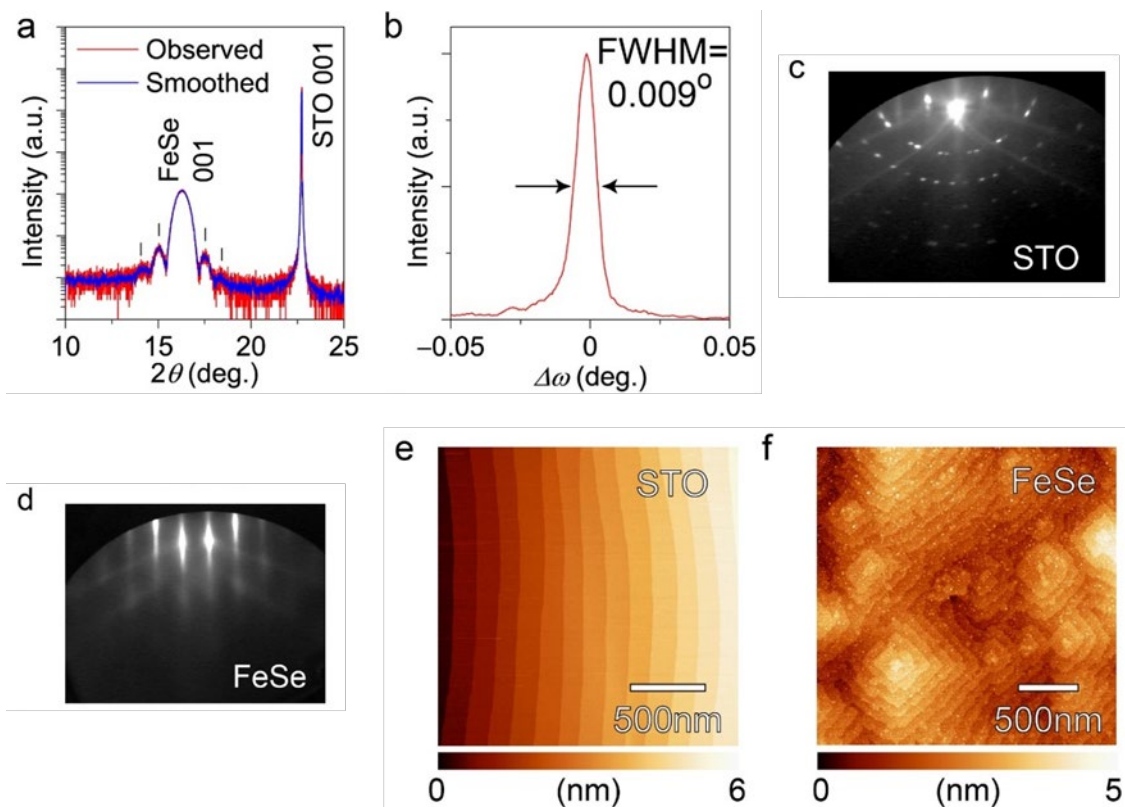 a
Observed
Smoothed
FeSe
001
STO 001
Intensity (a.u.)
10 15 20 25
2θ (deg.)
b
FWHM=
0.009°
Intensity (a.u.)
−0.05 0 0.05
Δω (deg.)
c
STO
d
FeSe
e
STO
500nm
0 (nm) 6
f
FeSe
500nm
0 (nm) 5